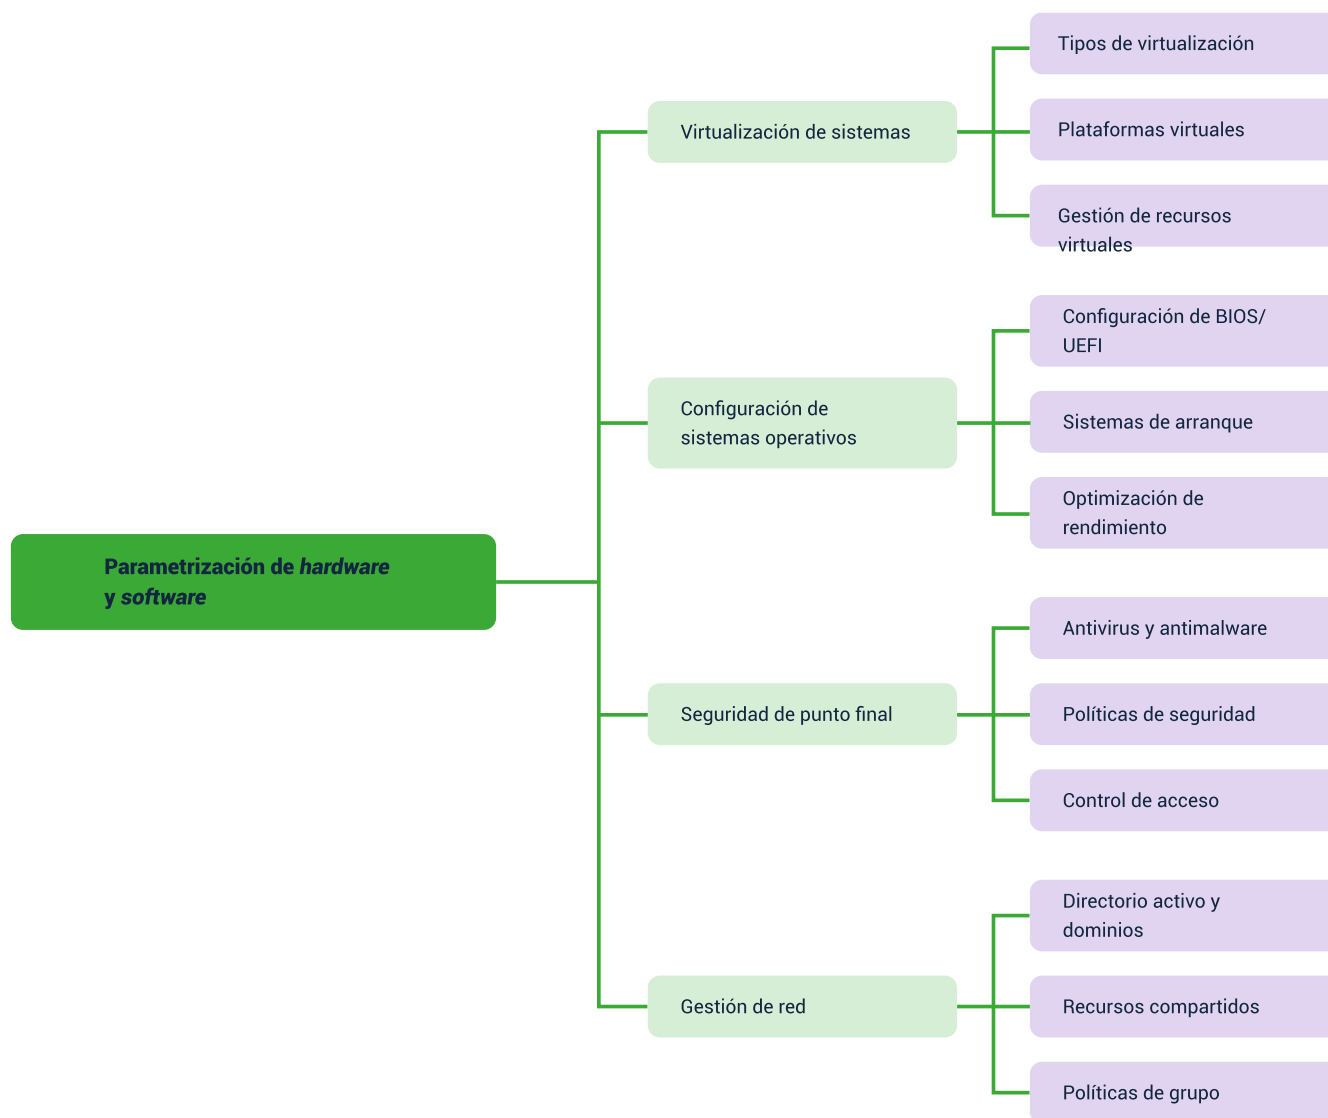 Parametrización de hardware
y software
Virtualización de sistemas
Tipos de virtualización
Plataformas virtuales
Gestión de recursos
virtuales
Configuración de
sistemas operativos
Configuración de BIOS/
UEFI
Sistemas de arranque
Optimización de
rendimiento
Seguridad de punto final
Antivirus y antimalware
Políticas de seguridad
Control de acceso
Gestión de red
Directorio activo y
dominios
Recursos compartidos
Políticas de grupo